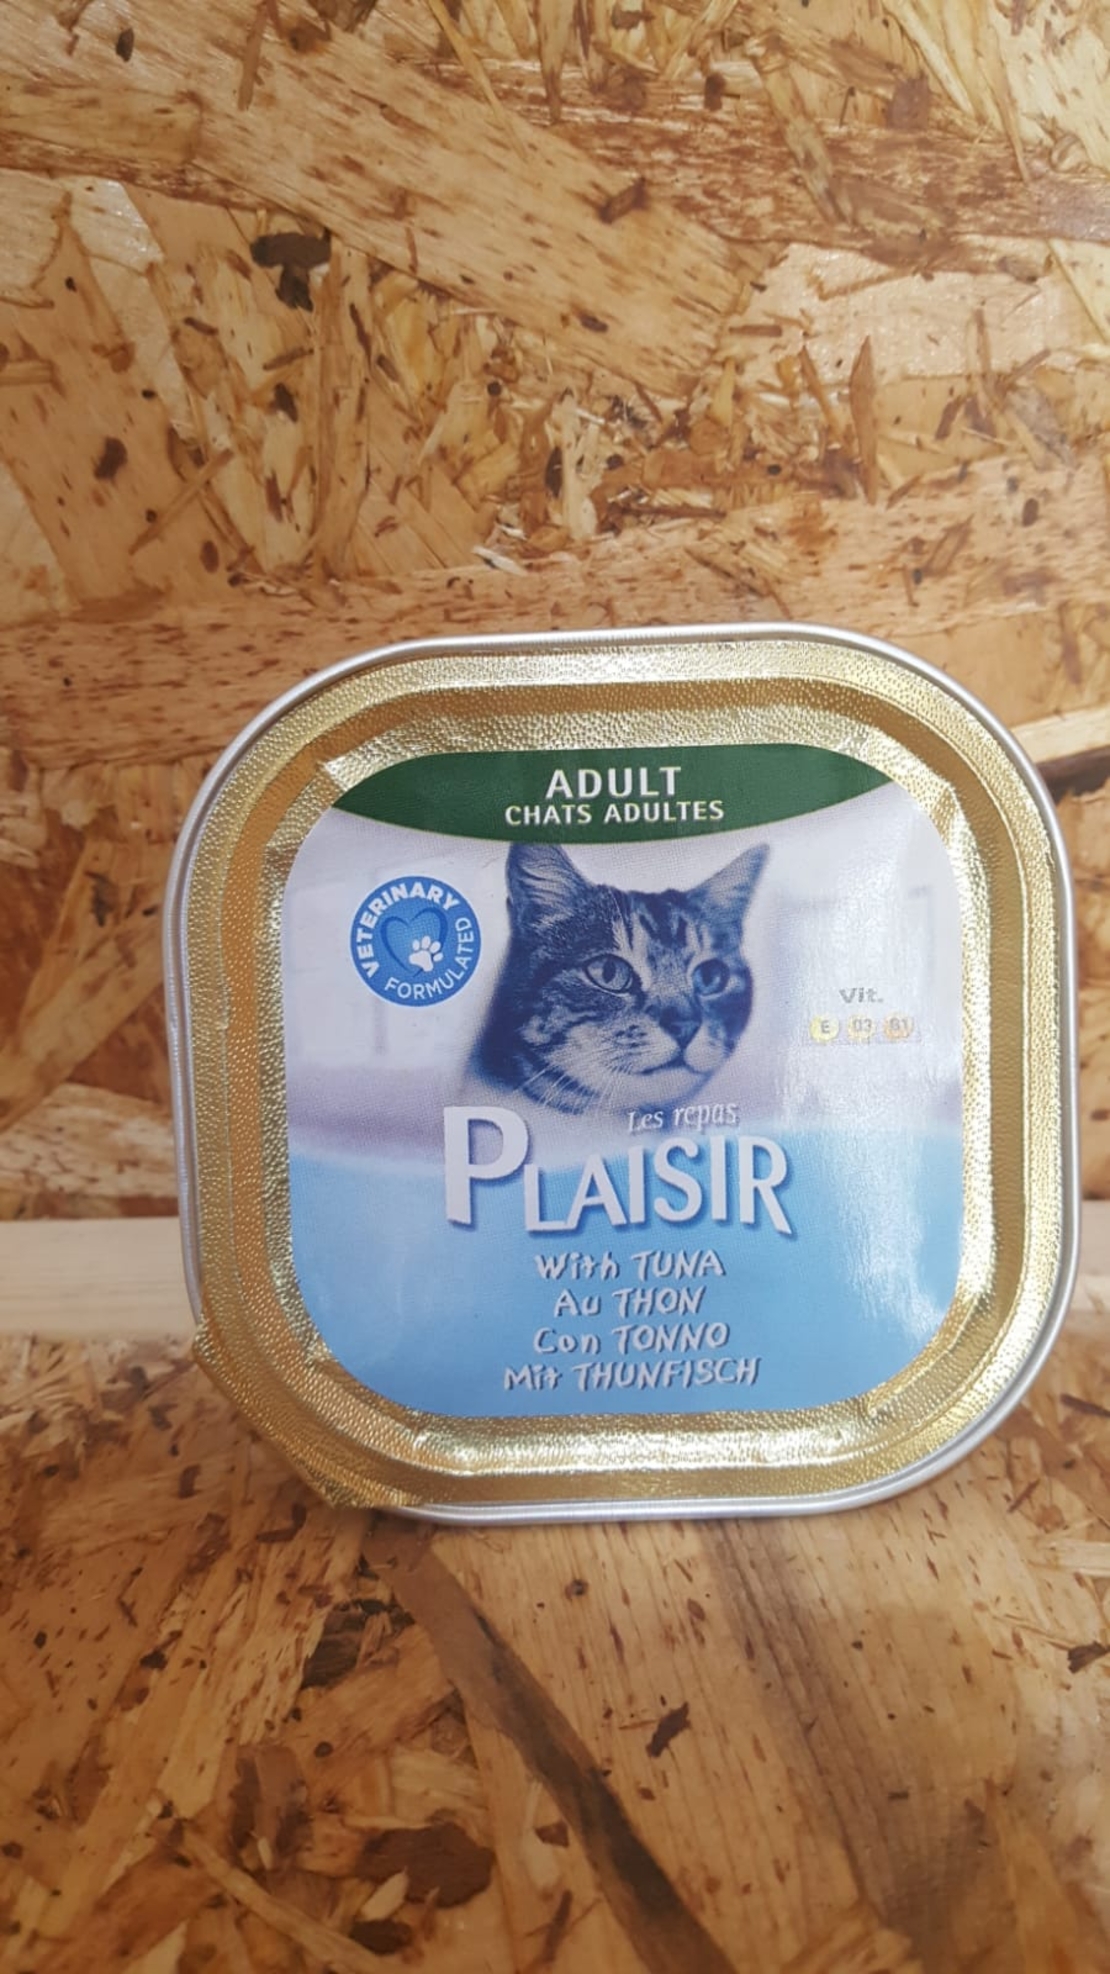 ADULT
CHATS ADULTES
VETERINARY
FORMULATED
Vit.
E D3 B1
Les repas
PLAISIR
With TUNA
Au THON
Con TONNO
Mit THUNFISCH